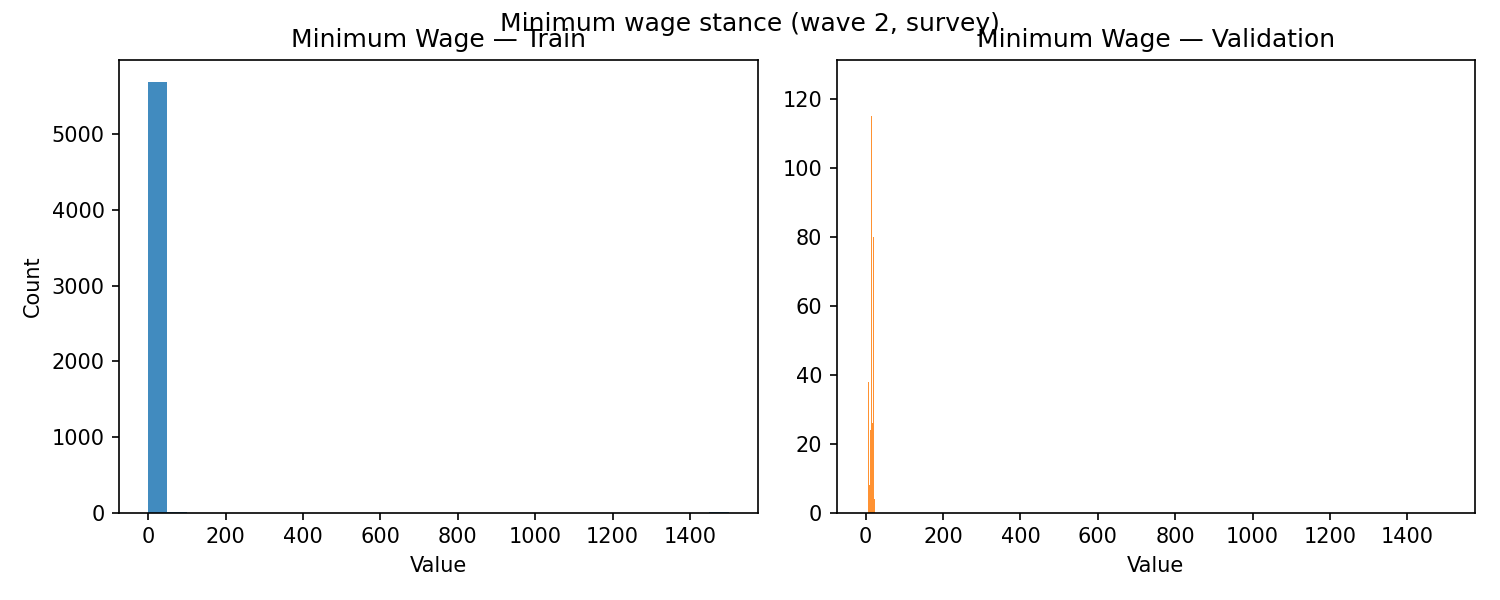 Minimum wage stance (wave 2, survey)
Minimum Wage — Train
Minimum Wage — Validation
Count
5000
4000
3000
2000
1000
0
0 200 400 600 800 1000 1200 1400
Value
120
100
80
60
40
20
0
0 200 400 600 800 1000 1200 1400
Value